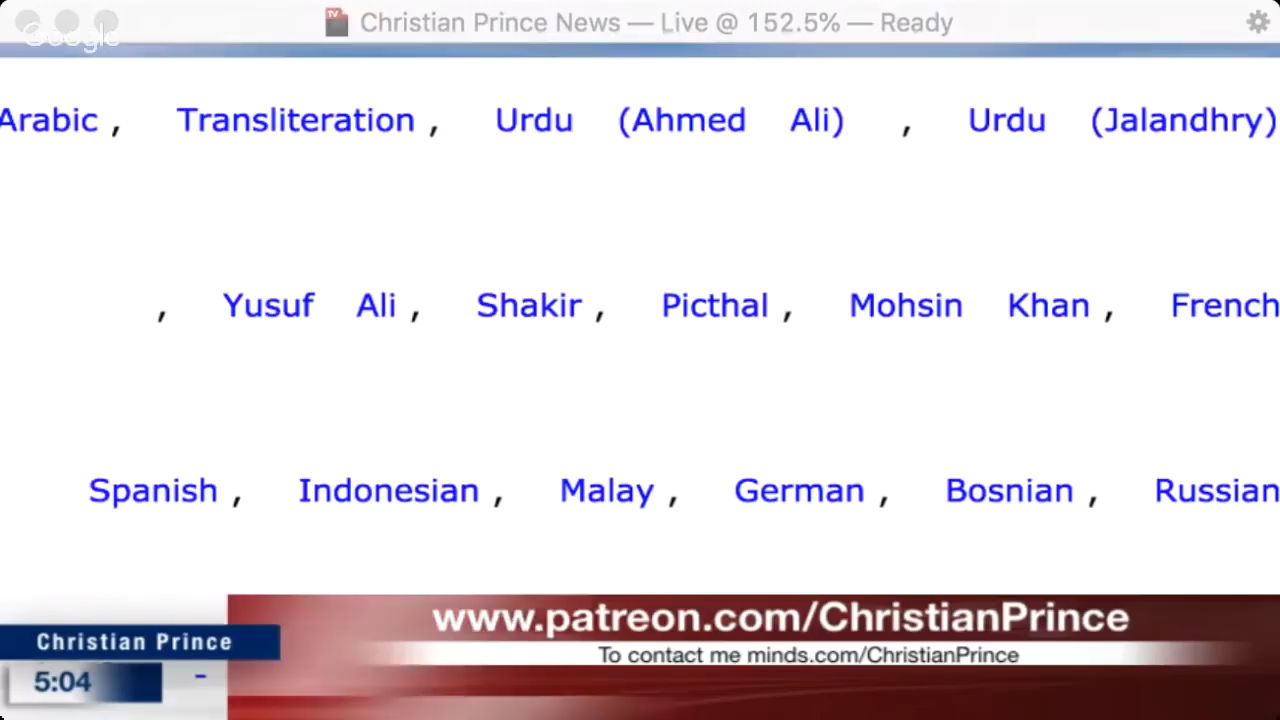 Christian Prince News — Live @ 152.5% — Ready
Google
Arabic , Transliteration , Urdu (Ahmed Ali) , Urdu (Jalandhry)
, Yusuf Ali , Shakir , Picthal , Mohsin Khan , French
Spanish , Indonesian , Malay , German , Bosnian , Russian
www.patreon.com/ChristianPrince
Christian Prince
To contact me minds.com/ChristianPrince
5:04 -